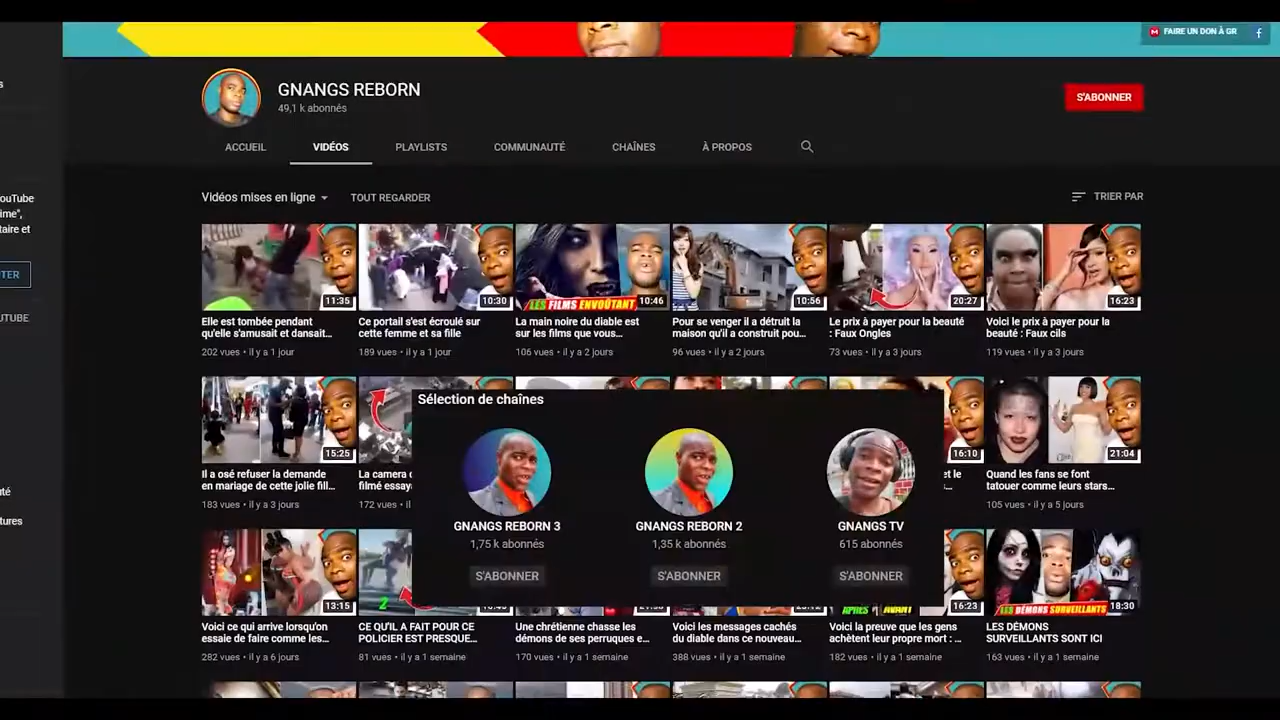 FAIRE UN DON À GR
GNANGS REBORN
49,1 k abonnés
S'ABONNER
ACCUEIL
VIDÉOS
PLAYLISTS
COMMUNAUTÉ
CHAÎNES
À PROPOS
s
ouTube
ime",
taire et
TER
UTUBE
té
tures
Vidéos mises en ligne
TOUT REGARDER
TRIER PAR
11:35
10:30
LES FILMS ENVOÛTANT
10:46
10:56
20:27
16:23
Elle est tombée pendant
qu'elle s'amusait et dansait...
202 vues • il y a 1 jour
Ce portail s'est écroulé sur
cette femme et sa fille
189 vues • il y a 1 jour
La main noire du diable est
sur les films que vous...
106 vues • il y a 2 jours
Pour se venger il a détruit la
maison qu'il a construit pou...
96 vues • il y a 2 jours
Le prix à payer pour la beauté
: Faux Ongles
73 vues • il y a 3 jours
Voici le prix à payer pour la
beauté : Faux cils
119 vues • il y a 3 jours
15:25
16:10
21:04
Il a osé refuser la demande
en mariage de cette jolie fill...
183 vues • il y a 3 jours
La camera c
filmé essay
172 vues • il
et le
s...
Quand les fans se font
tatouer comme leurs stars...
105 vues • il y a 5 jours
Sélection de chaînes
GNANGS REBORN 3
1,75 k abonnés
S'ABONNER
GNANGS REBORN 2
1,35 k abonnés
S'ABONNER
GNANGS TV
615 abonnés
S'ABONNER
13:15
2
APRÈS
AVANT
16:23
LES DÉMONS SURVEILLANTS
18:30
Voici ce qui arrive lorsqu'on
essaie de faire comme les...
282 vues • il y a 6 jours
CE QU'IL A FAIT POUR CE
POLICIER EST PRESQUE...
81 vues • il y a 1 semaine
Une chrétienne chasse les
démons de ses perruques e...
170 vues • il y a 1 semaine
Voici les messages cachés
du diable dans ce nouveau...
388 vues • il y a 1 semaine
Voici la preuve que les gens
achètent leur propre mort : ...
182 vues • il y a 1 semaine
LES DÉMONS
SURVEILLANTS SONT ICI
163 vues • il y a 1 semaine